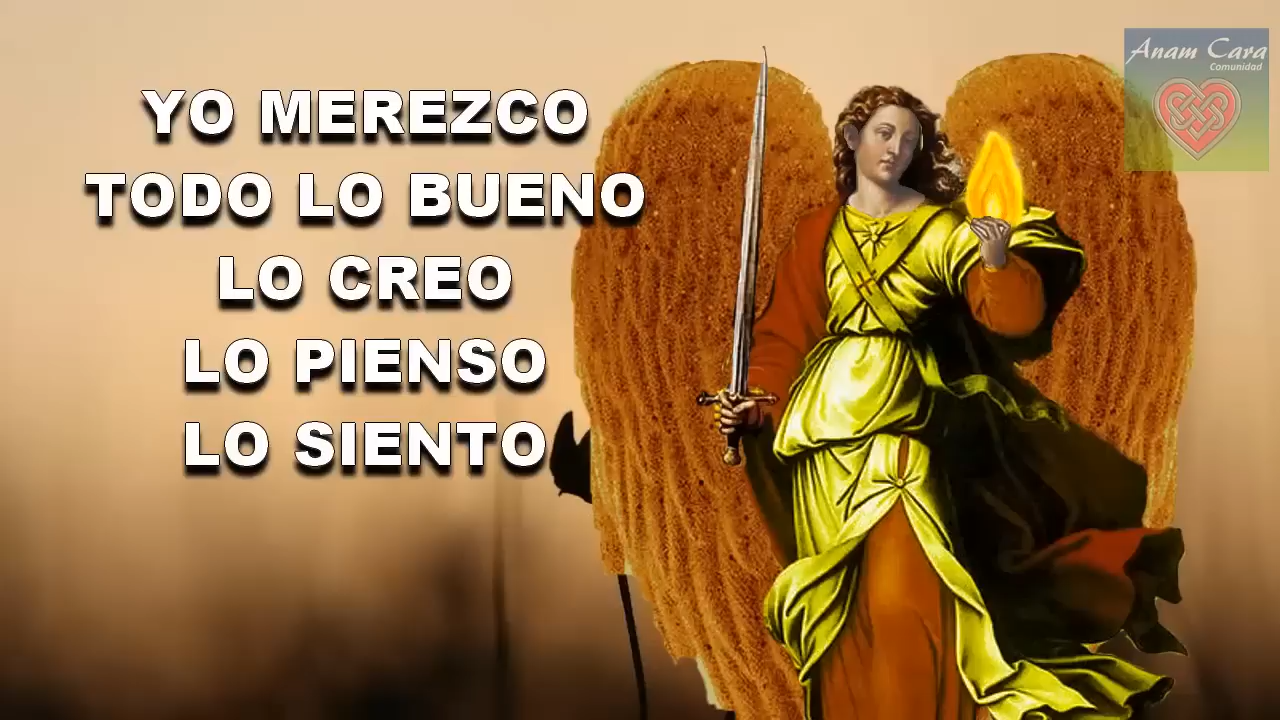 YO MEREZCO
TODO LO BUENO
LO CREO
LO PIENSO
LO SIENTO
Anam Cara
Comunidad